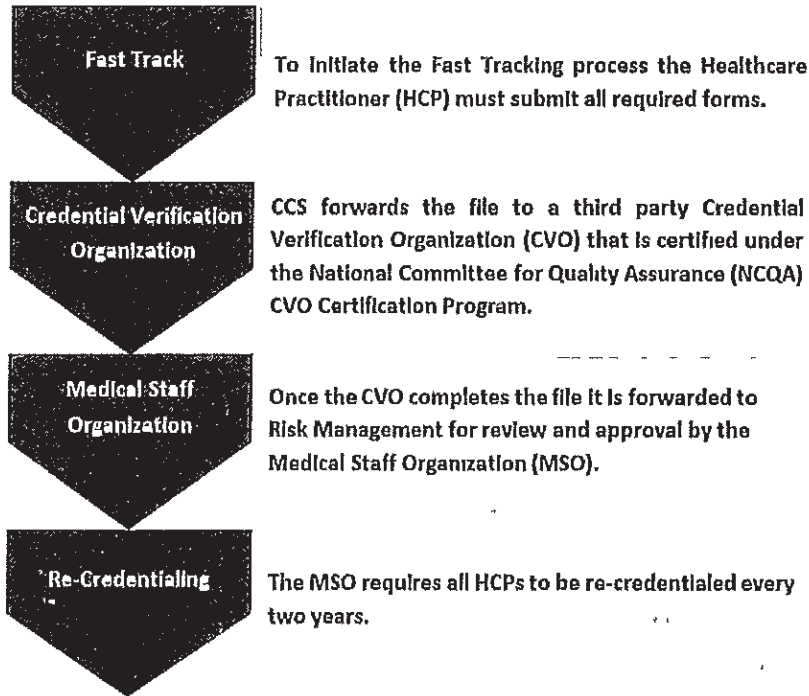 Fast Track
To Initiate the Fast Tracking process the Healthcare
Practitioner (HCP) must submit all required forms.
Credential Verification
Organization
CCS forwards the file to a third party Credential
Verification Organization (CVO) that is certified under
the National Committee for Quality Assurance (NCQA)
CVO Certification Program.
Medical Staff
Organization
Once the CVO completes the file it is forwarded to
Risk Management for review and approval by the
Medical Staff Organization (MSO).
Re-Credentialing
The MSO requires all HCPs to be re-credentialed every
two years.